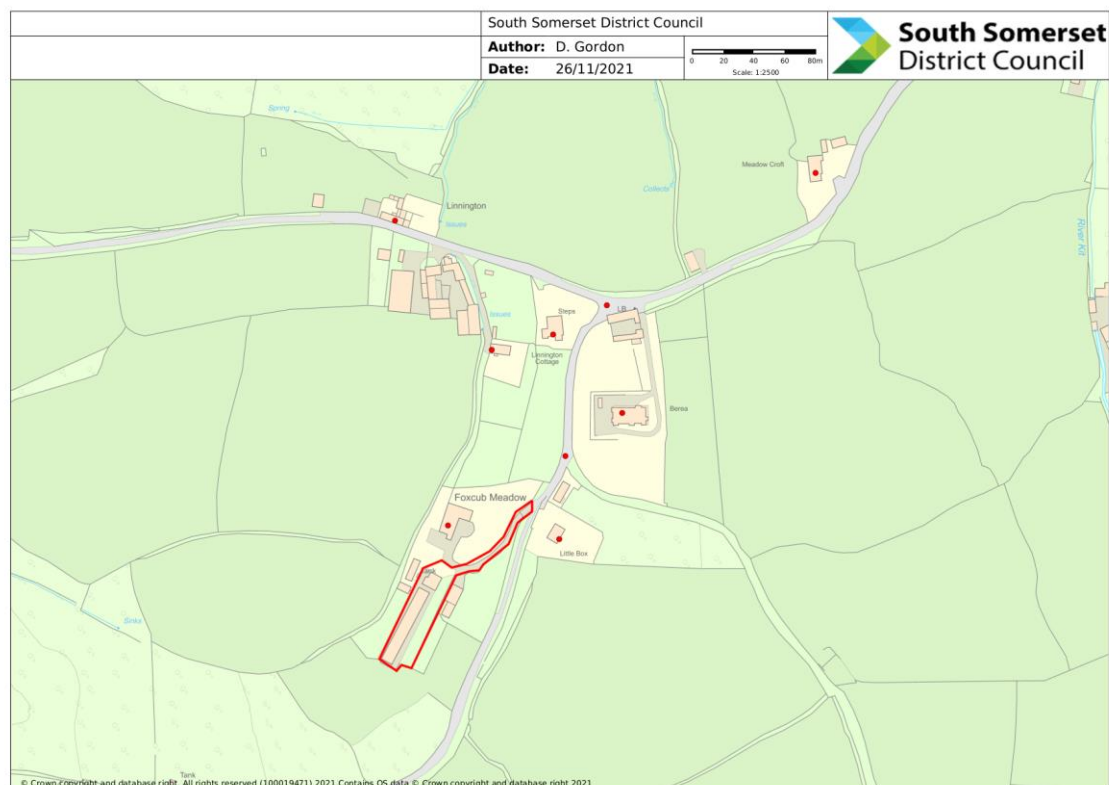 South Somerset District Council
Author: D. Gordon
Date: 26/11/2021
0 20 40 60 80m
Scale: 1:2500
South Somerset
District Council
Spring
Meadow Croft
Linnington
Collects
Issues
River Kit
Steps
LB
Issues
Linnington
Cottage
Berea
Foxcub Meadow
Little Box
Sinks
Tank
© Crown copyright and database right. All rights reserved (100019471) 2021 Contains OS data © Crown copyright and database right 2021